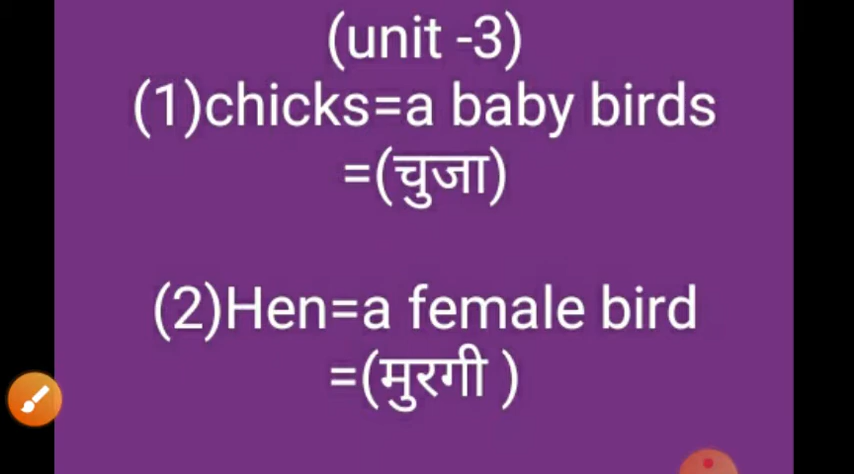 (unit -3)
(1)chicks=a baby birds
=(चुजा)
(2)Hen=a female bird
=(मुरगी )